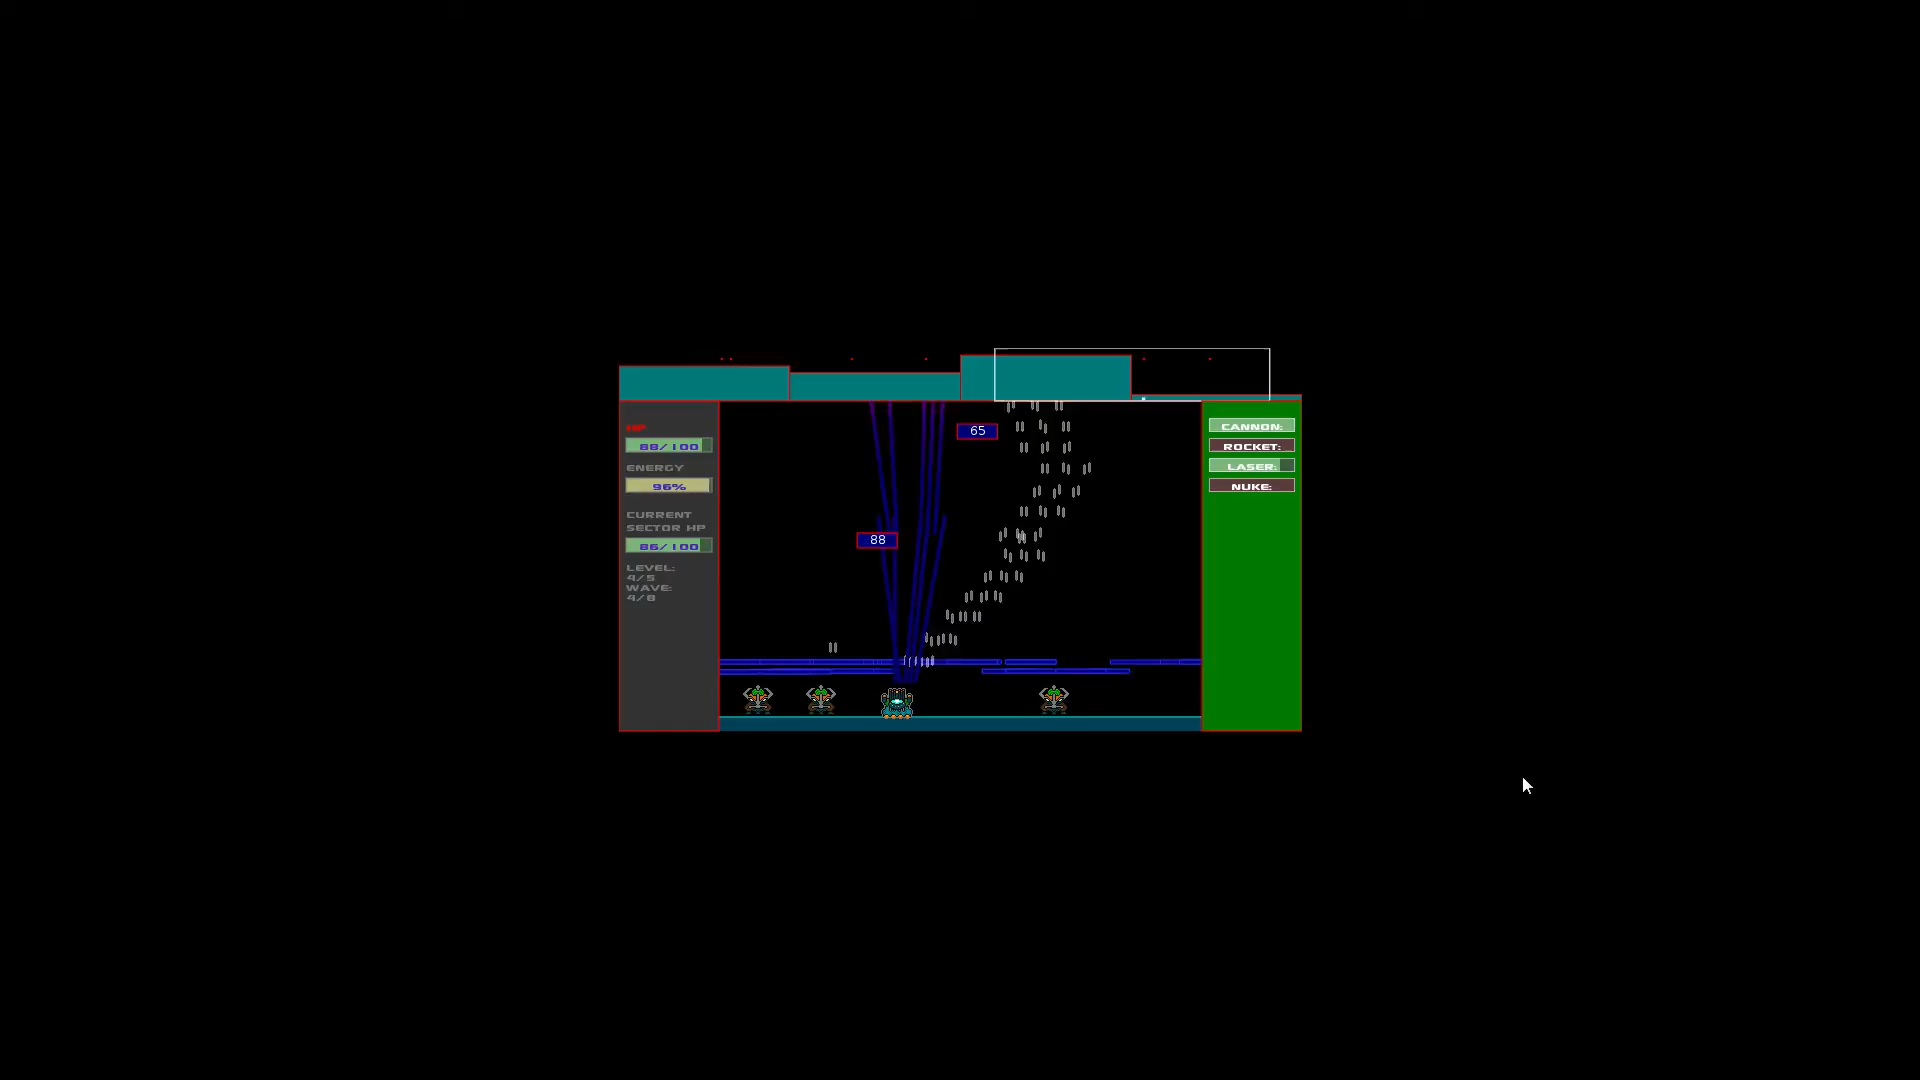 HP
88/100
ENERGY
96%
CURRENT
SECTOR HP
86/100
LEVEL:
4/5
WAVE:
4/8
65
88
CANNON:
ROCKET:
LASER:
NUKE: